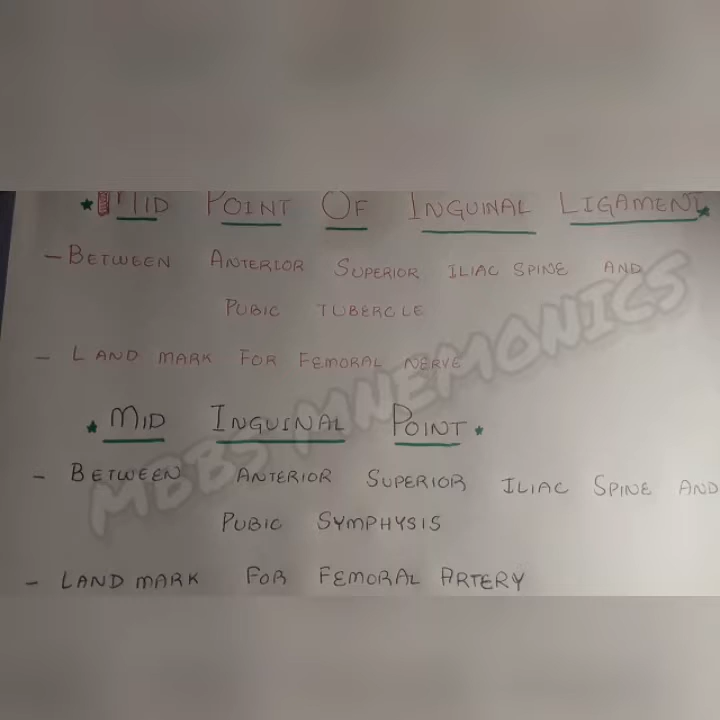 ★ MID POINT OF INGUINAL LIGAMENT ★
- BETWEEN ANTERIOR SUPERIOR ILIAC SPINE AND
PUBIC TUBERCLE
- LAND MARK FOR FEMORAL NERVE
★ MID INGUINAL POINT ★
- BETWEEN ANTERIOR SUPERIOR ILIAC SPINE AND
PUBIC SYMPHYSIS
- LAND MARK FOR FEMORAL ARTERY
MBBS MNEMONICS